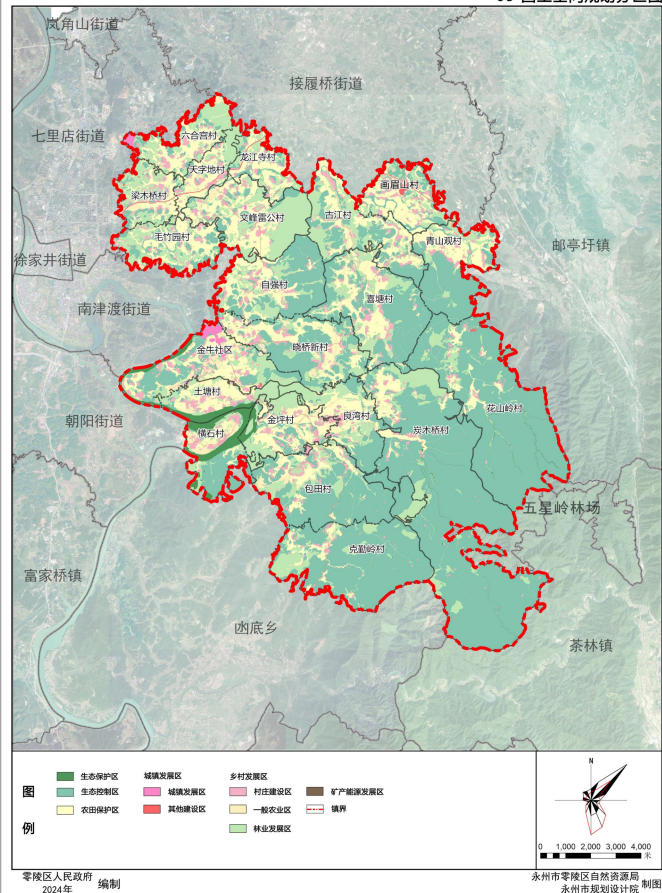 岚角山街道
接履桥街道
七里店街道
六合宫村
龙江寺村
天字地村
画眉山村
梁木桥村
文峰雷公村
古江村
毛竹园村
青山观村
邮亭圩镇
徐家井街道
自强村
喜塘村
南津渡街道
金牛社区
晓桥新村
土塘村
花山岭村
朝阳街道
横石村
金坪村
良湾村
炭木桥村
包田村
五星岭林场
克勤岭村
富家桥镇
凼底乡
茶林镇
图
例
生态保护区
生态控制区
农田保护区
城镇发展区
城镇发展区
其他建设区
乡村发展区
村庄建设区
一般农业区
林业发展区
矿产能源发展区
镇界
N
0 1,000 2,000 3,000 4,000
米
零陵区人民政府
2024年
编制
永州市零陵区自然资源局
永州市规划设计院
制图